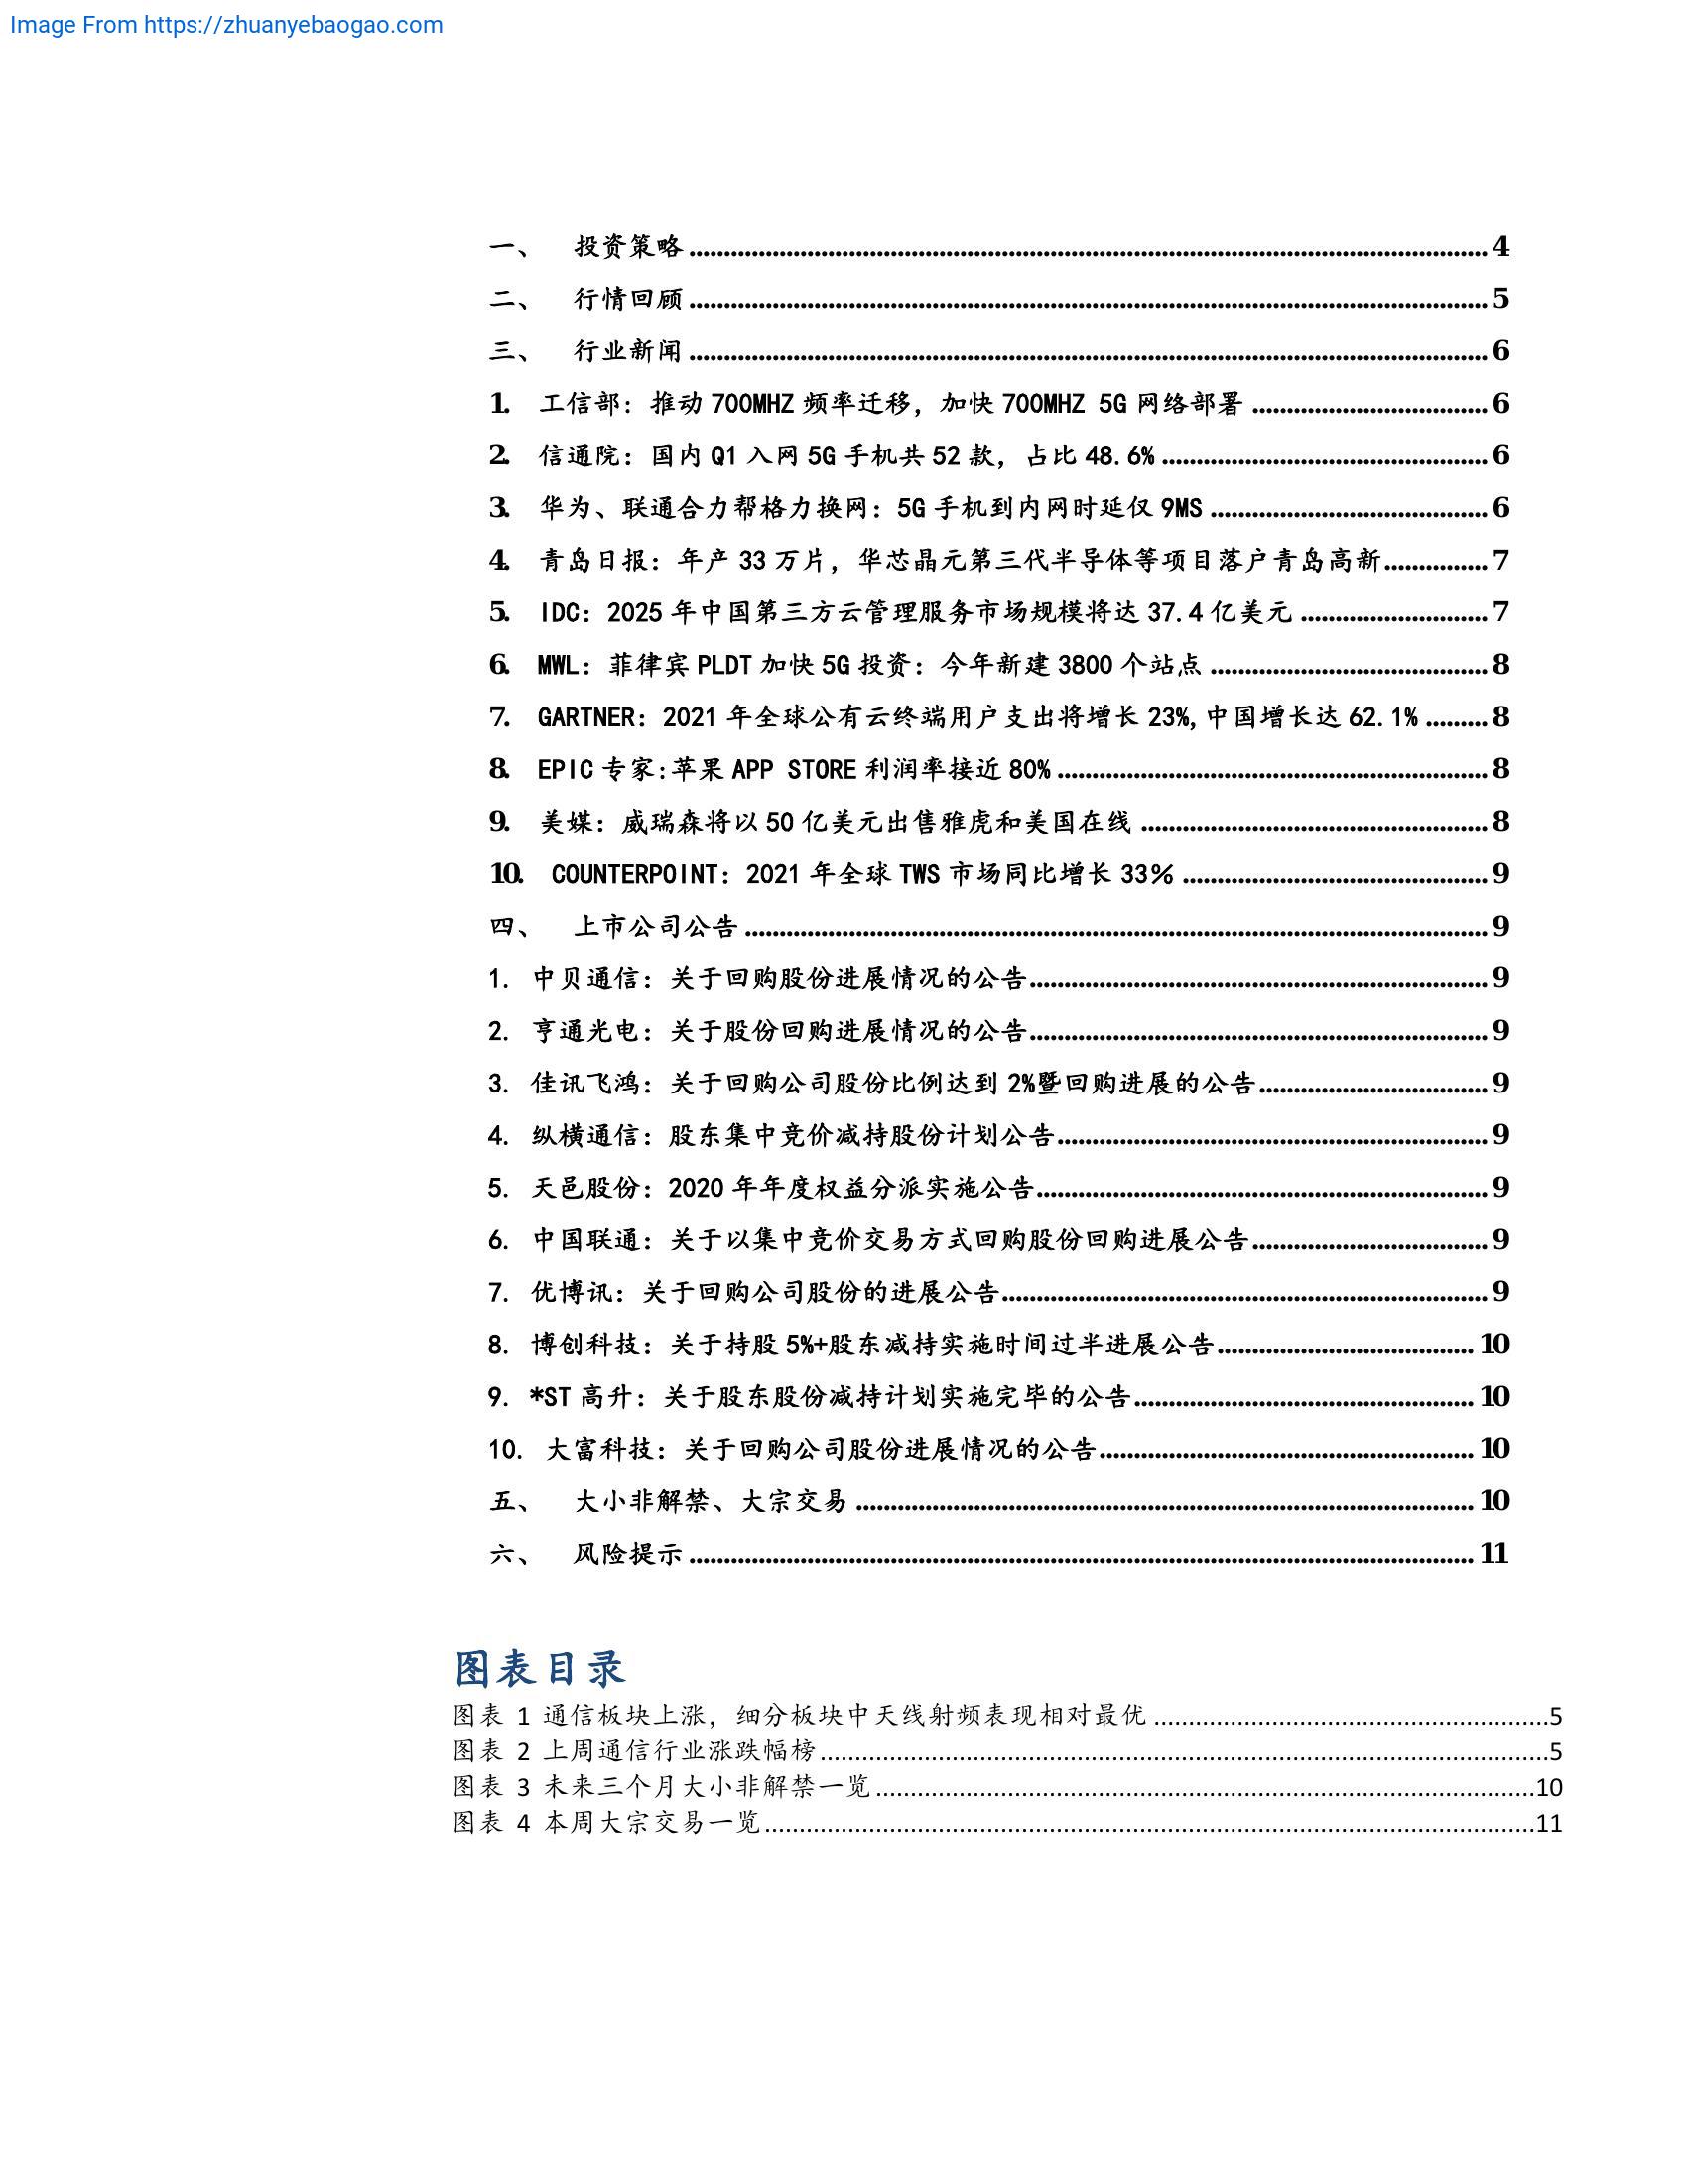 Image From https://zhuanyebaogao.com
一、 投资策略 4
二、 行情回顾 5
三、 行业新闻 6
1. 工信部：推动 700MHZ 频率迁移，加快 700MHZ 5G 网络部署 6
2. 信通院：国内 Q1 入网 5G 手机共 52 款，占比 48.6% 6
3. 华为、联通合力帮格力换网：5G 手机到内网时延仅 9MS 6
4. 青岛日报：年产 33 万片，华芯晶元第三代半导体等项目落户青岛高新 7
5. IDC：2025 年中国第三方云管理服务市场规模将达 37.4 亿美元 7
6. MWL：菲律宾 PLDT 加快 5G 投资：今年新建 3800 个站点 8
7. GARTNER：2021 年全球公有云终端用户支出将增长 23%,中国增长达 62.1% 8
8. EPIC 专家:苹果 APP STORE 利润率接近 80% 8
9. 美媒：威瑞森将以 50 亿美元出售雅虎和美国在线 8
10. COUNTERPOINT：2021 年全球 TWS 市场同比增长 33％ 9
四、 上市公司公告 9
1. 中贝通信：关于回购股份进展情况的公告 9
2. 亨通光电：关于股份回购进展情况的公告 9
3. 佳讯飞鸿：关于回购公司股份比例达到 2%暨回购进展的公告 9
4. 纵横通信：股东集中竞价减持股份计划公告 9
5. 天邑股份：2020 年年度权益分派实施公告 9
6. 中国联通：关于以集中竞价交易方式回购股份回购进展公告 9
7. 优博讯：关于回购公司股份的进展公告 9
8. 博创科技：关于持股 5%+股东减持实施时间过半进展公告 10
9. *ST 高升：关于股东股份减持计划实施完毕的公告 10
10. 大富科技：关于回购公司股份进展情况的公告 10
五、 大小非解禁、大宗交易 10
六、 风险提示 11
图表目录
图表 1 通信板块上涨，细分板块中天线射频表现相对最优 5
图表 2 上周通信行业涨跌幅榜 5
图表 3 未来三个月大小非解禁一览 10
图表 4 本周大宗交易一览 11